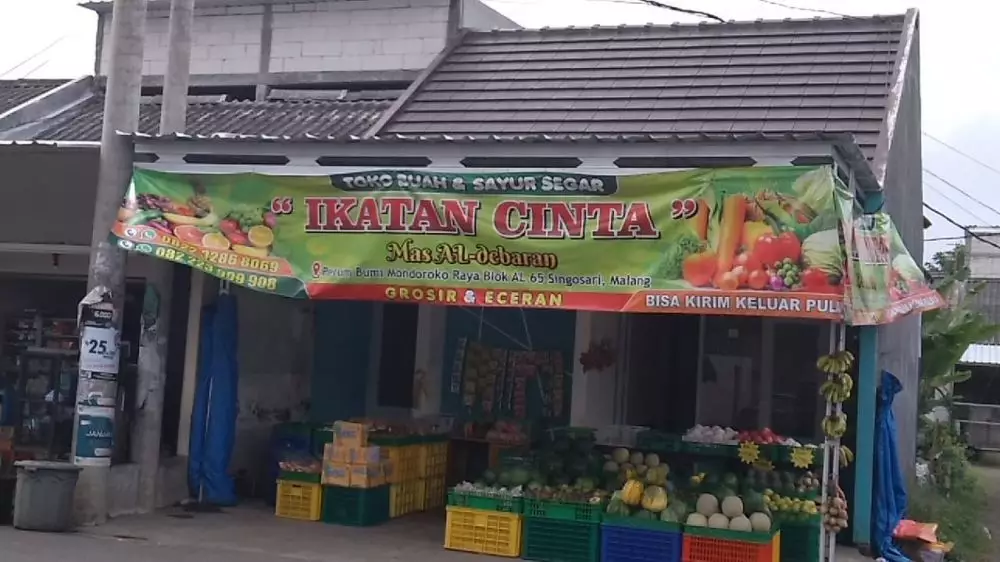 TOKO BUAH & SAYUR SEGAR
" IKATAN CINTA "
Mas AL-debaran
Perum Bumi Mondoroko Raya Blok AL 65 Singosari, Malang
GROSIR & ECERAN
BISA KIRIM KELUAR
25